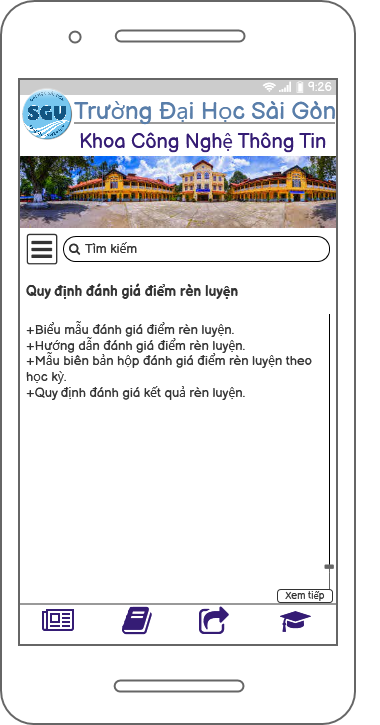 9:26
SGU
Trường Đại Học Sài Gòn
Khoa Công Nghệ Thông Tin
Tìm kiếm
Quy định đánh giá điểm rèn luyện
+Biểu mẫu đánh giá điểm rèn luyện.
+Hướng dẫn đánh giá điểm rèn luyện.
+Mẫu biên bản hộp đánh giá điểm rèn luyện theo
học kỳ.
+Quy định đánh giá kết quả rèn luyện.
Xem tiếp